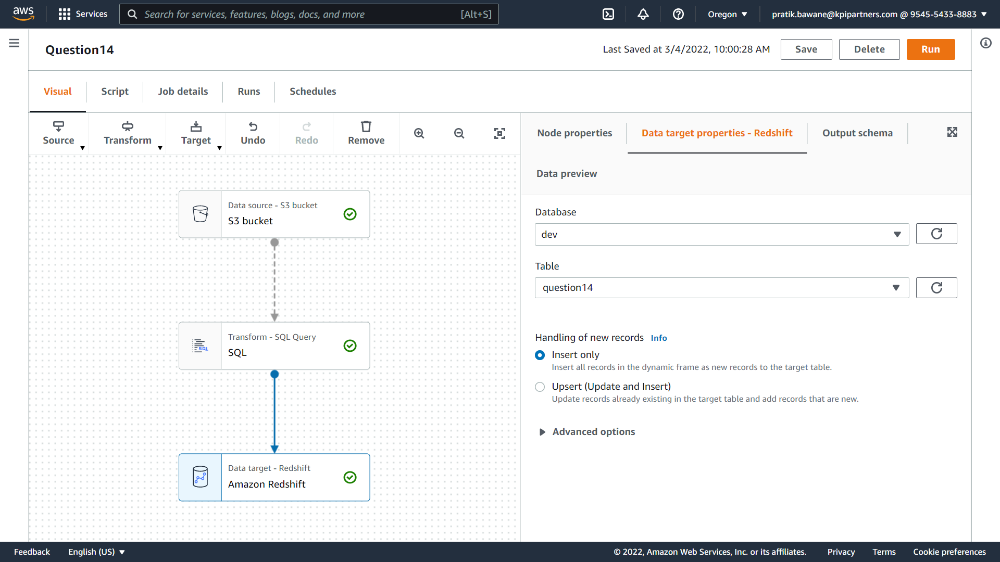 aws
Services
Search for services, features, blogs, docs, and more
[Alt+S]
Oregon
pratik.bawane@kpipartners.com @ 9545-5433-8883
Question14
Last Saved at 3/4/2022, 10:00:28 AM
Save
Delete
Run
Visual
Script
Job details
Runs
Schedules
Source
Transform
Target
Undo
Redo
Remove
Data source - S3 bucket
S3 bucket
Transform - SQL Query
SQL
SQL
Data target - Redshift
Amazon Redshift
Node properties
Data target properties - Redshift
Output schema
Data preview
Database
dev
Table
question14
Handling of new records Info
Insert only
Insert all records in the dynamic frame as new records to the target table.
Upsert (Update and Insert)
Update records already existing in the target table and add records that are new.
Advanced options
Feedback
English (US)
© 2022, Amazon Web Services, Inc. or its affiliates.
Privacy
Terms
Cookie preferences